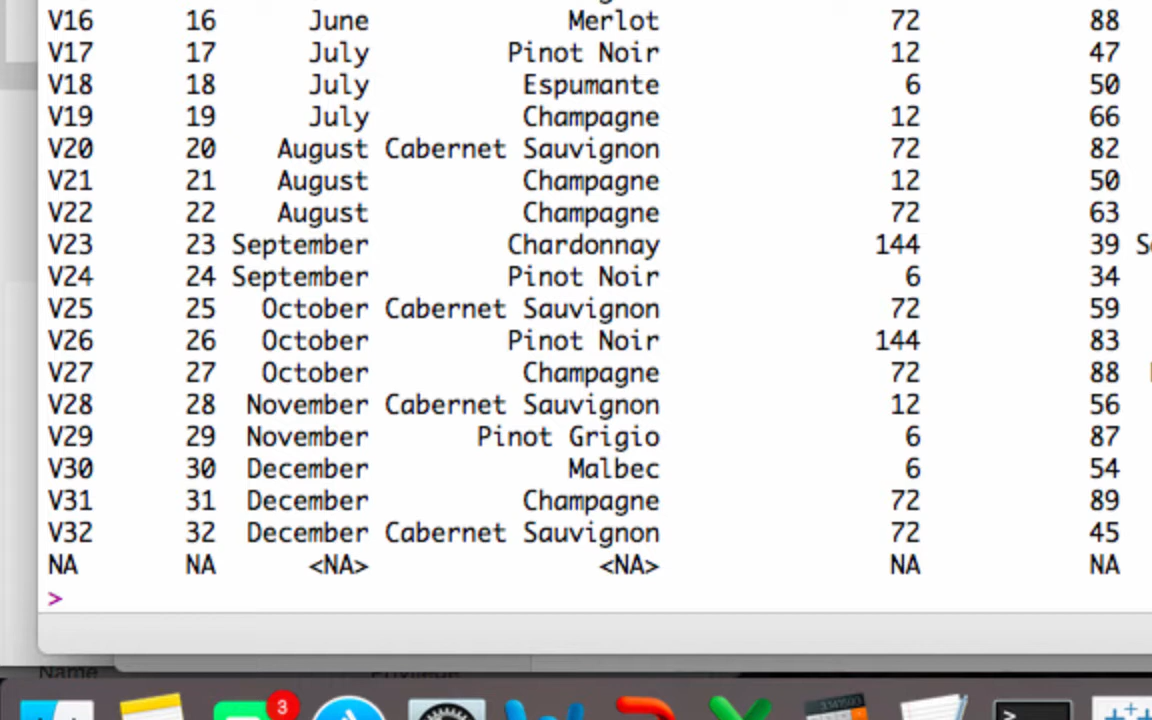 V16 16 June Merlot 72 88
V17 17 July Pinot Noir 12 47
V18 18 July Espumante 6 50
V19 19 July Champagne 12 66
V20 20 August Cabernet Sauvignon 72 82
V21 21 August Champagne 12 50
V22 22 August Champagne 72 63
V23 23 September Chardonnay 144 39
V24 24 September Pinot Noir 6 34
V25 25 October Cabernet Sauvignon 72 59
V26 26 October Pinot Noir 144 83
V27 27 October Champagne 72 88
V28 28 November Cabernet Sauvignon 12 56
V29 29 November Pinot Grigio 6 87
V30 30 December Malbec 6 54
V31 31 December Champagne 72 89
V32 32 December Cabernet Sauvignon 72 45
NA NA <NA> <NA> NA NA
>
Name Privilege
3